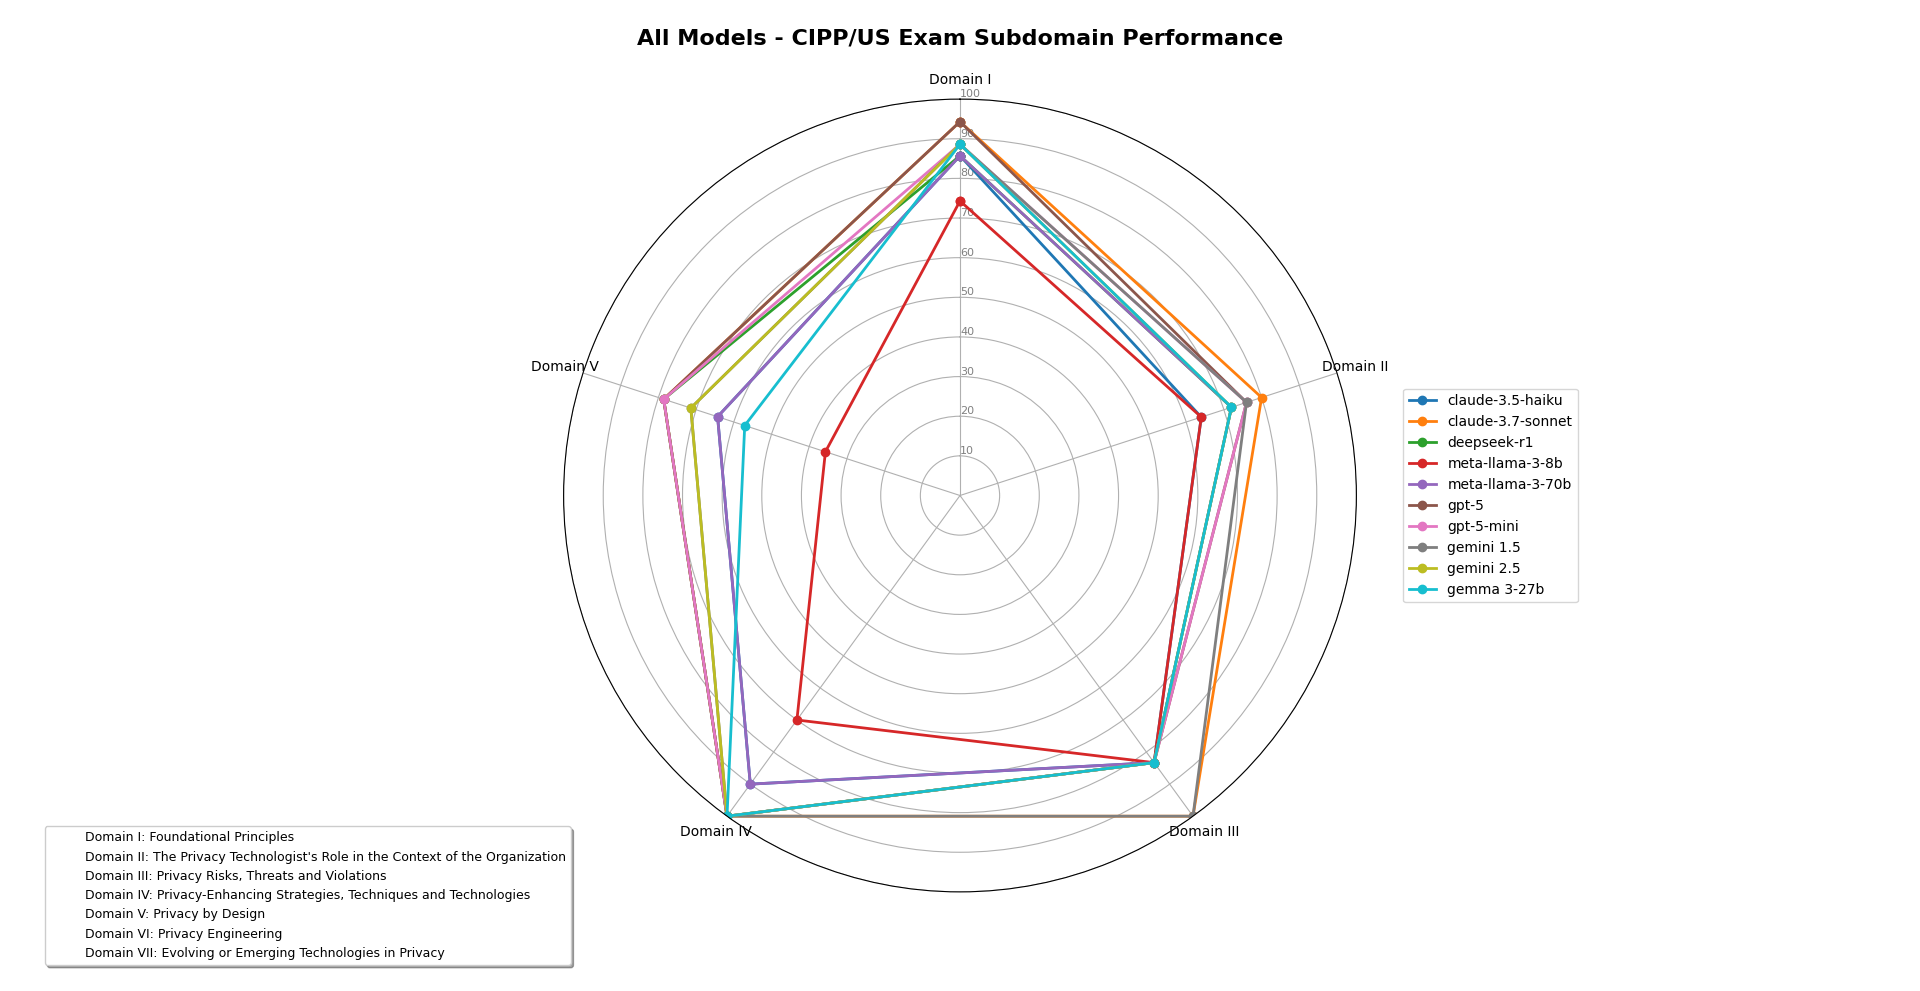 All Models - CIPP/US Exam Subdomain Performance
Domain I
100
90
80
70
60
50
40
30
20
10
Domain V
Domain II
Domain IV
Domain III
claude-3.5-haiku
claude-3.7-sonnet
deepseek-r1
meta-llama-3-8b
meta-llama-3-70b
gpt-5
gpt-5-mini
gemini 1.5
gemini 2.5
gemma 3-27b
Domain I: Foundational Principles
Domain II: The Privacy Technologist's Role in the Context of the Organization
Domain III: Privacy Risks, Threats and Violations
Domain IV: Privacy-Enhancing Strategies, Techniques and Technologies
Domain V: Privacy by Design
Domain VI: Privacy Engineering
Domain VII: Evolving or Emerging Technologies in Privacy